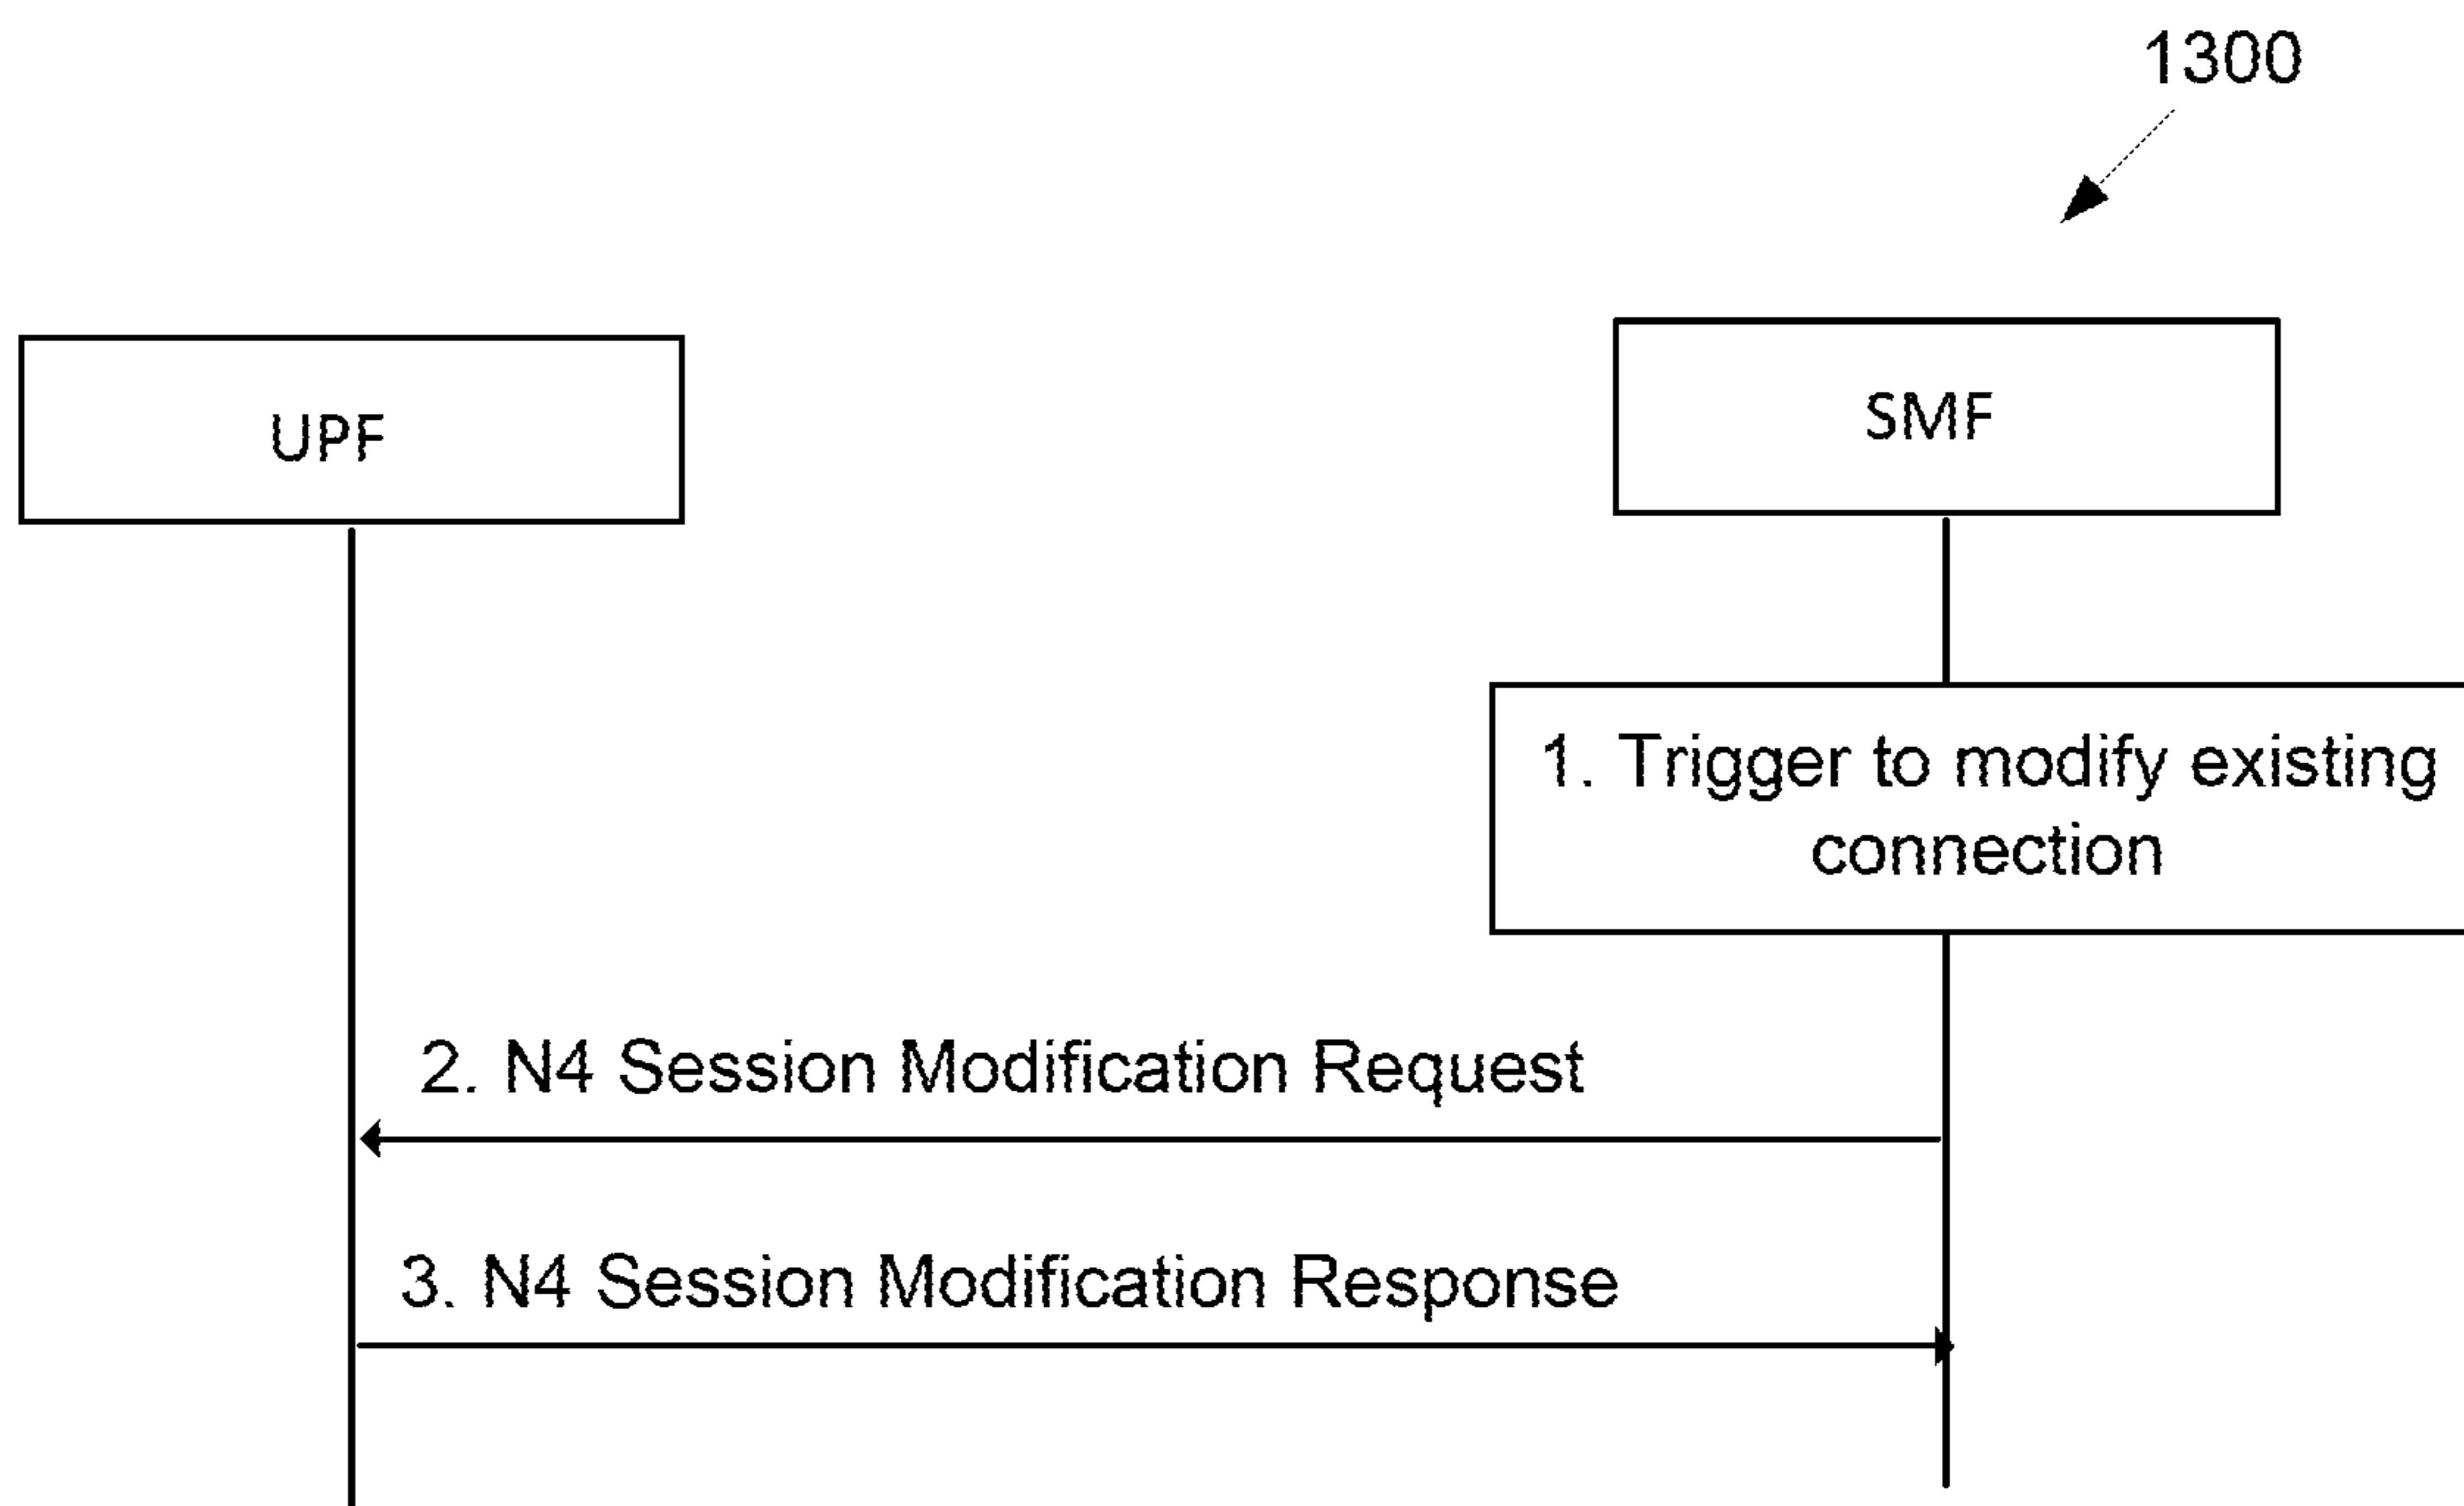 1300
UPF
SMF
1. Trigger to modify existing
connection
2. N4 Session Modification Request
3. N4 Session Modification Response